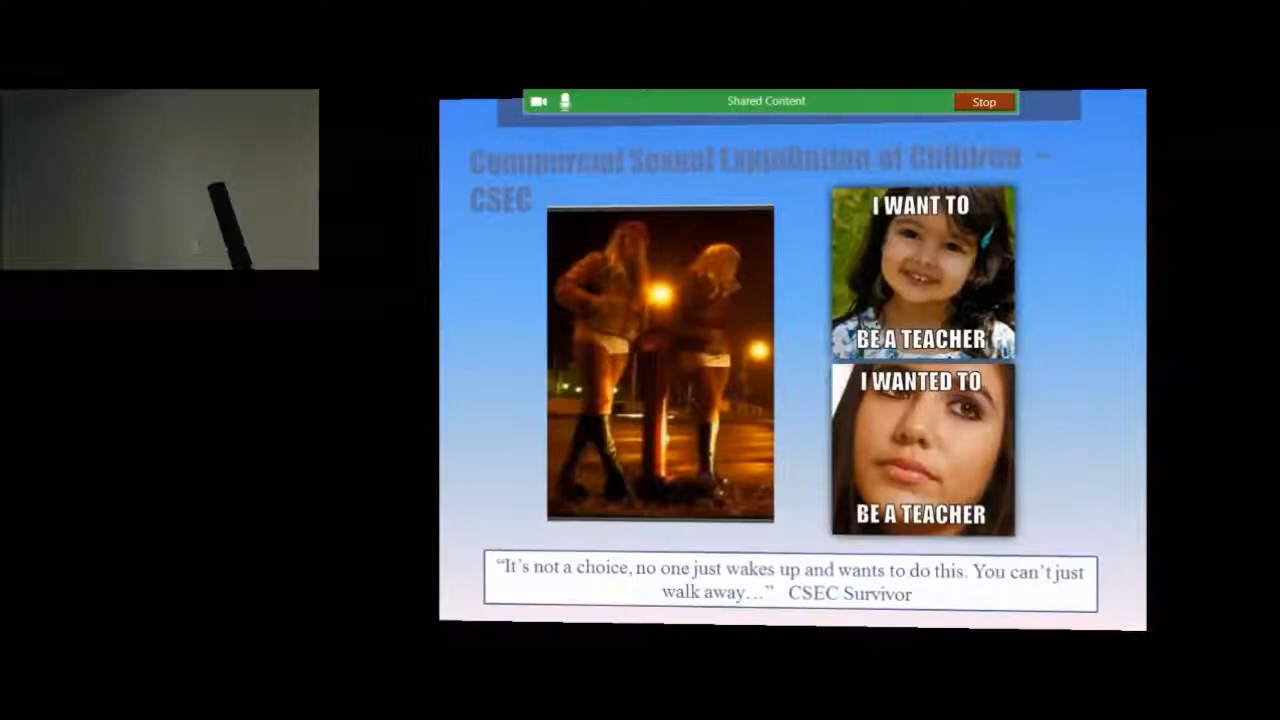 Shared Content
Stop
Commercial Sexual Exploitation of Children –
CSEC
I WANT TO
BE A TEACHER
I WANTED TO
BE A TEACHER
“It’s not a choice, no one just wakes up and wants to do this. You can’t just
walk away…” CSEC Survivor